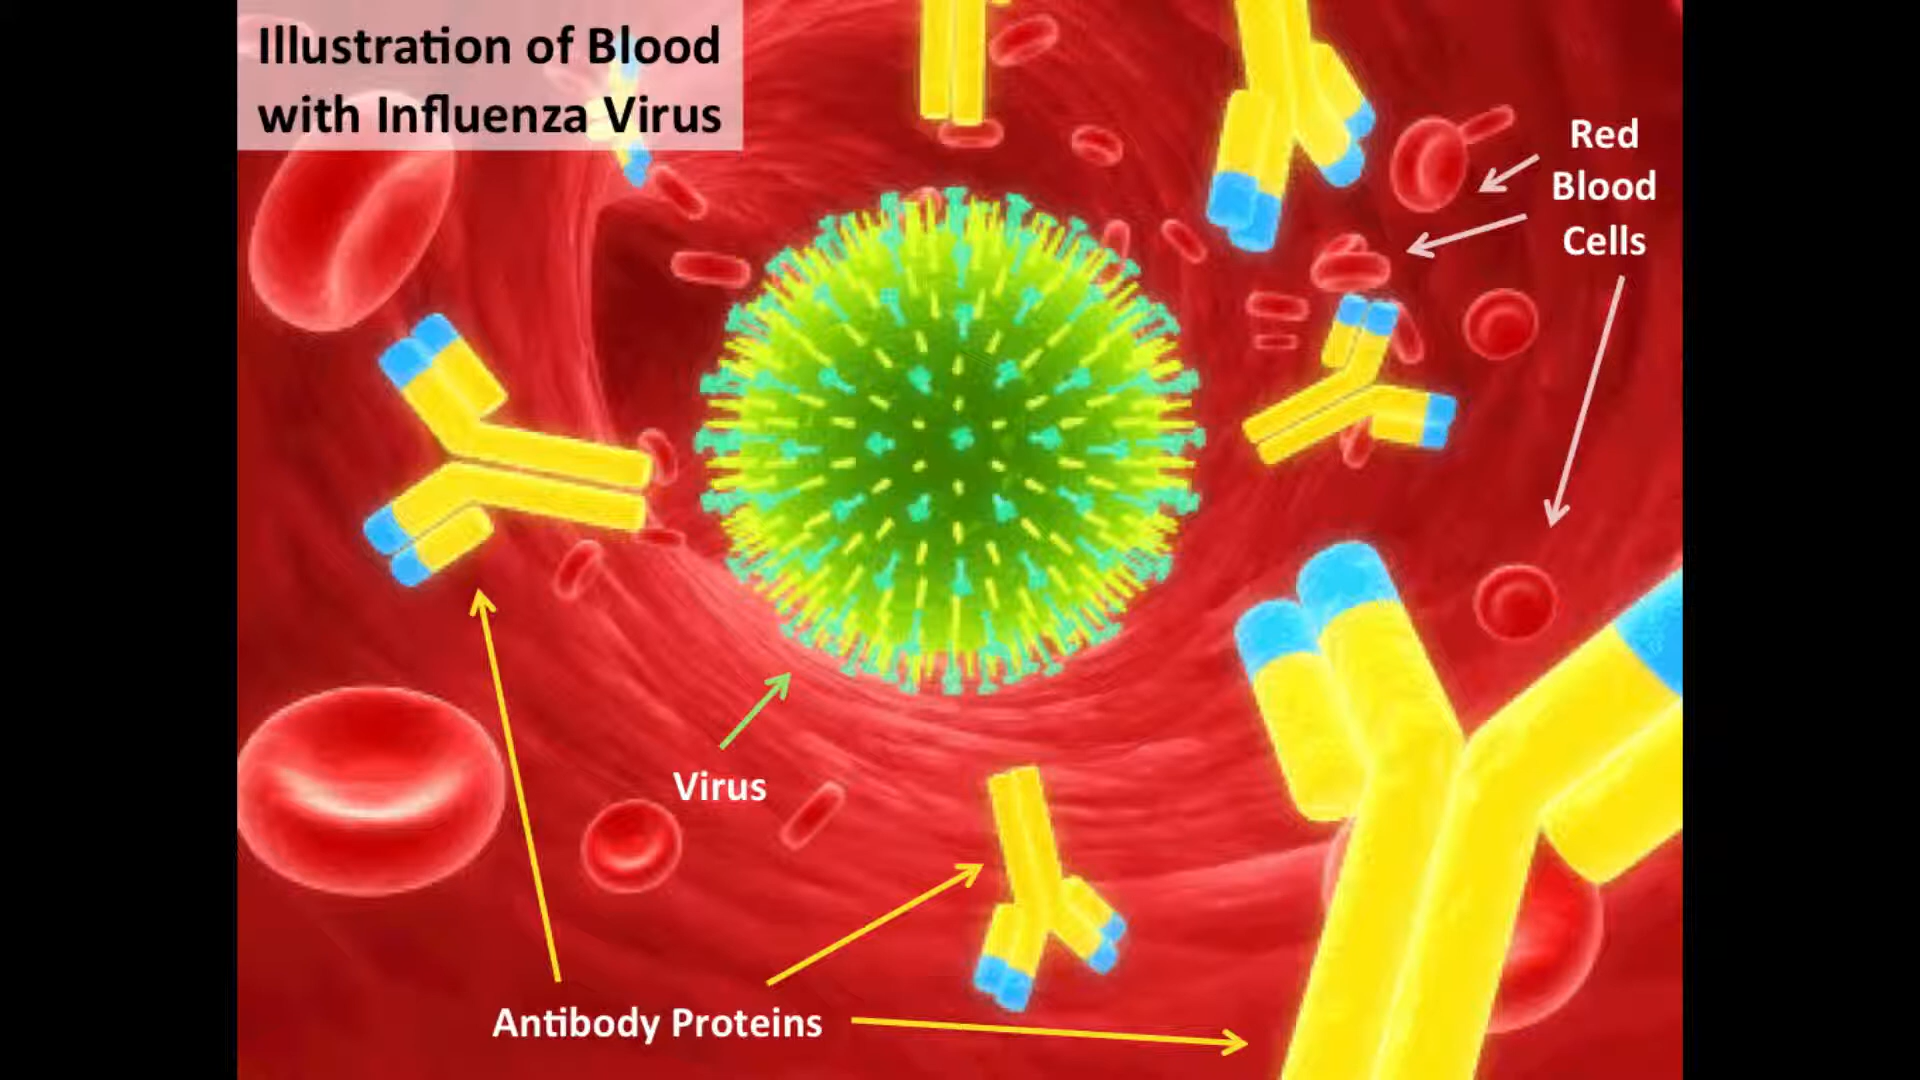 Illustration of Blood
with Influenza Virus
Red
Blood
Cells
Virus
Antibody Proteins